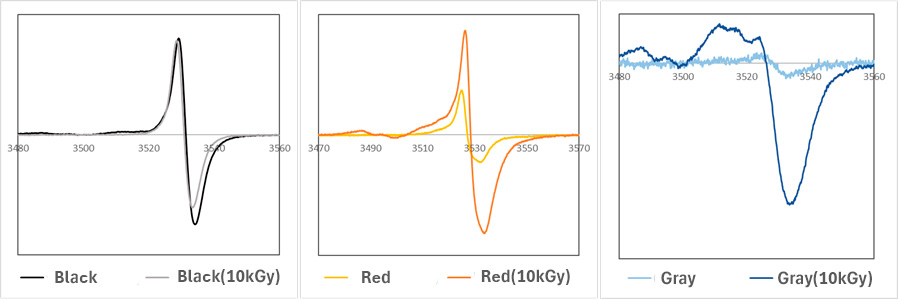 3480 3500 3520 3540 3560
Black Black(10kGy)
3470 3490 3510 3530 3550 3570
Red Red(10kGy)
3480 3500 3520 3540 3560
Gray Gray(10kGy)